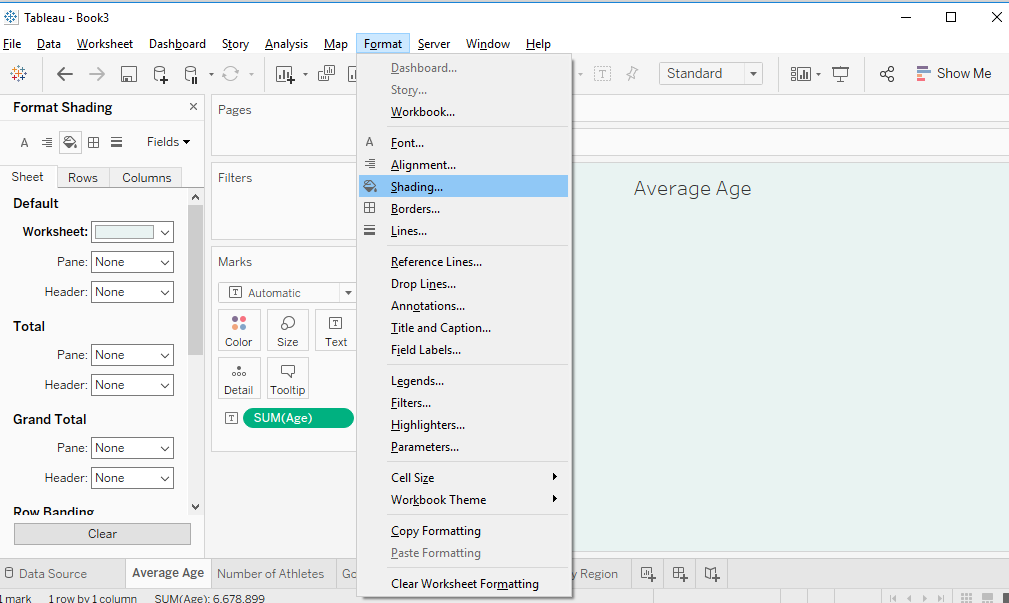 Tableau - Book3
File Data Worksheet Dashboard Story Analysis Map Format Server Window Help
Standard Show Me
Format Shading
Fields
Sheet Rows Columns
Default
Worksheet:
Pane: None
Header: None
Total
Pane: None
Header: None
Grand Total
Pane: None
Header: None
Row Banding
Clear
Pages
Filters
Marks
Automatic
Color Size Text
Detail Tooltip
SUM(Age)
Dashboard...
Story...
Workbook...
Font...
Alignment...
Shading...
Borders...
Lines...
Reference Lines...
Drop Lines...
Annotations...
Title and Caption...
Field Labels...
Legends...
Filters...
Highlighters...
Parameters...
Cell Size
Workbook Theme
Copy Formatting
Paste Formatting
Clear Worksheet Formatting
Average Age
Data Source Average Age Number of Athletes Go y Region
1 mark 1 row by 1 column SUM(Age): 6,678,899